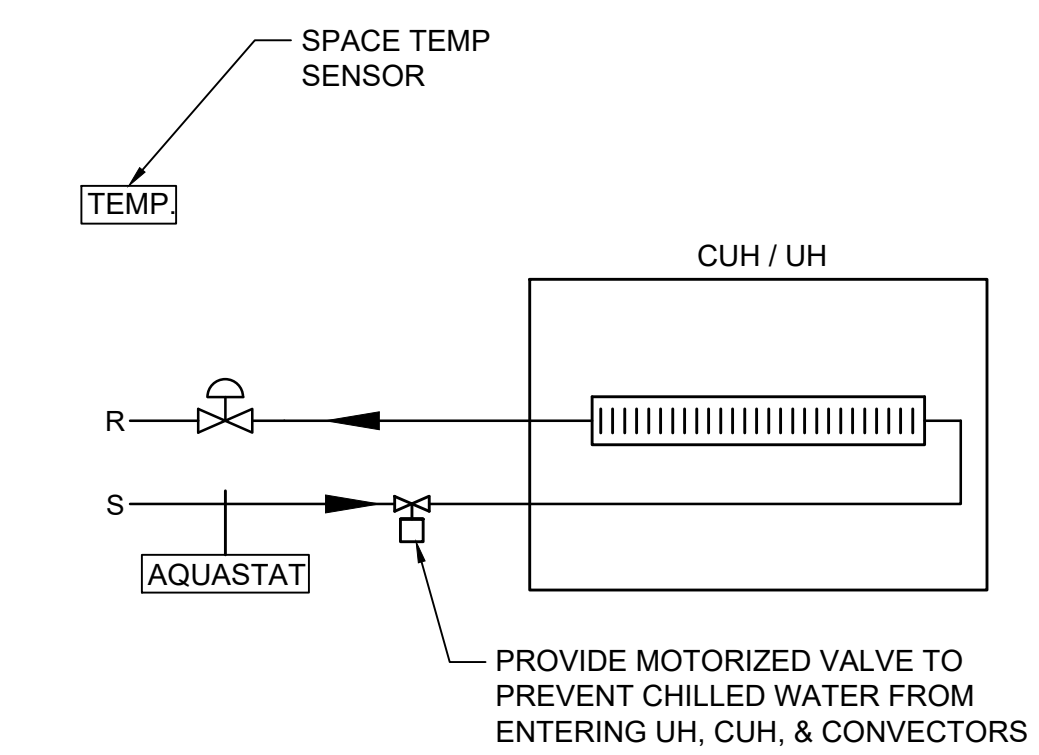 SPACE TEMP
SENSOR
TEMP.
CUH / UH
R
S
AQUASTAT
PROVIDE MOTORIZED VALVE TO
PREVENT CHILLED WATER FROM
ENTERING UH, CUH, & CONVECTORS